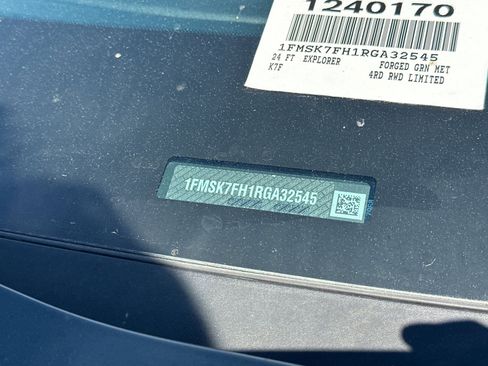 1240170
1FMSK7FH1RGA32545
24 FT EXPLORER FORGED GRN MET
K7F 4RD RWD LIMITED
1FMSK7FH1RGA32545